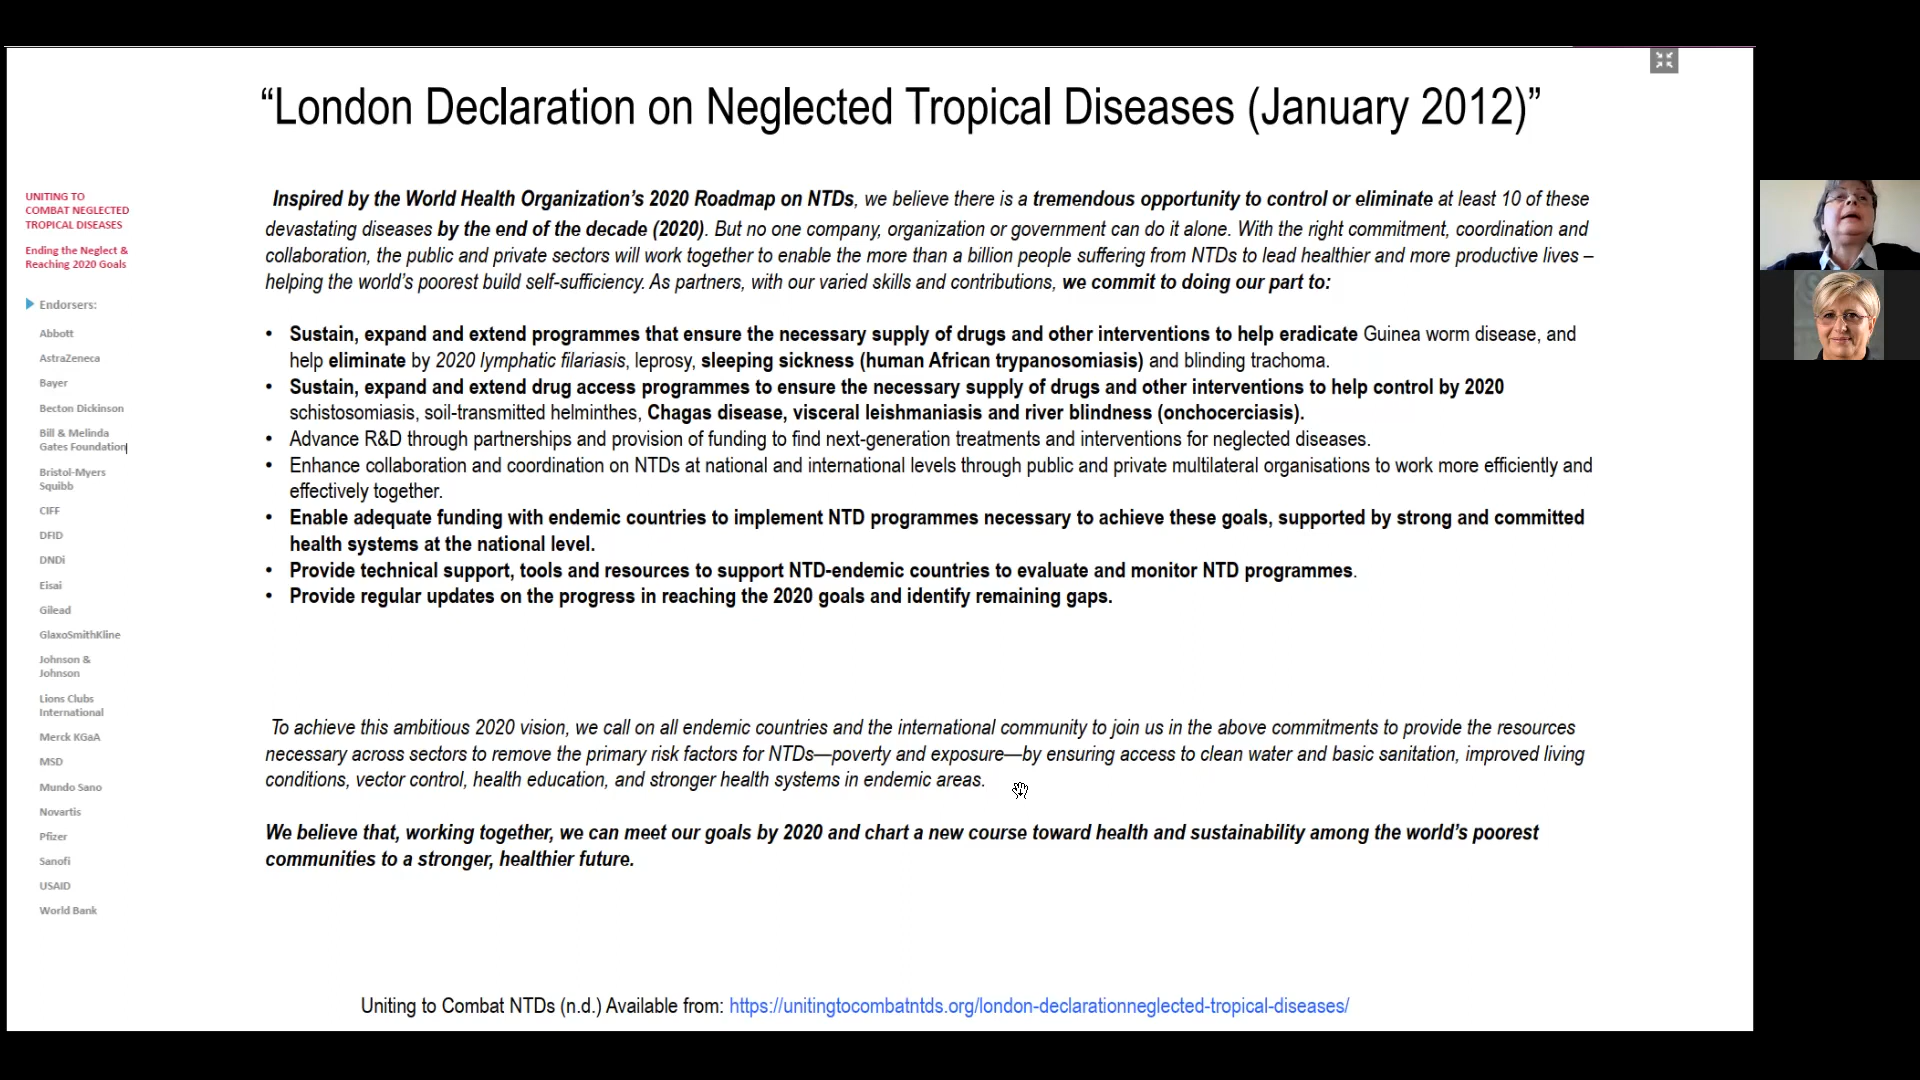 “London Declaration on Neglected Tropical Diseases (January 2012)”
UNITING TO
COMBAT NEGLECTED
TROPICAL DISEASES
Ending the Neglect &
Reaching 2020 Goals
Endorsers:
Abbott
AstraZeneca
Bayer
Becton Dickinson
Bill & Melinda
Gates Foundation
Bristol-Myers
Squibb
CIFF
DFID
DNDi
Eisai
Gilead
GlaxoSmithKline
Johnson &
Johnson
Lions Clubs
International
Merck KGaA
MSD
Mundo Sano
Novartis
Pfizer
Sanofi
USAID
World Bank
Inspired by the World Health Organization’s 2020 Roadmap on NTDs, we believe there is a tremendous opportunity to control or eliminate at least 10 of these
devastating diseases by the end of the decade (2020). But no one company, organization or government can do it alone. With the right commitment, coordination and
collaboration, the public and private sectors will work together to enable the more than a billion people suffering from NTDs to lead healthier and more productive lives –
helping the world’s poorest build self-sufficiency. As partners, with our varied skills and contributions, we commit to doing our part to:
• Sustain, expand and extend programmes that ensure the necessary supply of drugs and other interventions to help eradicate Guinea worm disease, and
help eliminate by 2020 lymphatic filariasis, leprosy, sleeping sickness (human African trypanosomiasis) and blinding trachoma.
• Sustain, expand and extend drug access programmes to ensure the necessary supply of drugs and other interventions to help control by 2020
schistosomiasis, soil-transmitted helminthes, Chagas disease, visceral leishmaniasis and river blindness (onchocerciasis).
• Advance R&D through partnerships and provision of funding to find next-generation treatments and interventions for neglected diseases.
• Enhance collaboration and coordination on NTDs at national and international levels through public and private multilateral organisations to work more efficiently and
effectively together.
• Enable adequate funding with endemic countries to implement NTD programmes necessary to achieve these goals, supported by strong and committed
health systems at the national level.
• Provide technical support, tools and resources to support NTD-endemic countries to evaluate and monitor NTD programmes.
• Provide regular updates on the progress in reaching the 2020 goals and identify remaining gaps.
To achieve this ambitious 2020 vision, we call on all endemic countries and the international community to join us in the above commitments to provide the resources
necessary across sectors to remove the primary risk factors for NTDs—poverty and exposure—by ensuring access to clean water and basic sanitation, improved living
conditions, vector control, health education, and stronger health systems in endemic areas.
We believe that, working together, we can meet our goals by 2020 and chart a new course toward health and sustainability among the world’s poorest
communities to a stronger, healthier future.
Uniting to Combat NTDs (n.d.) Available from: https://unitingtocombatntds.org/london-declarationneglected-tropical-diseases/